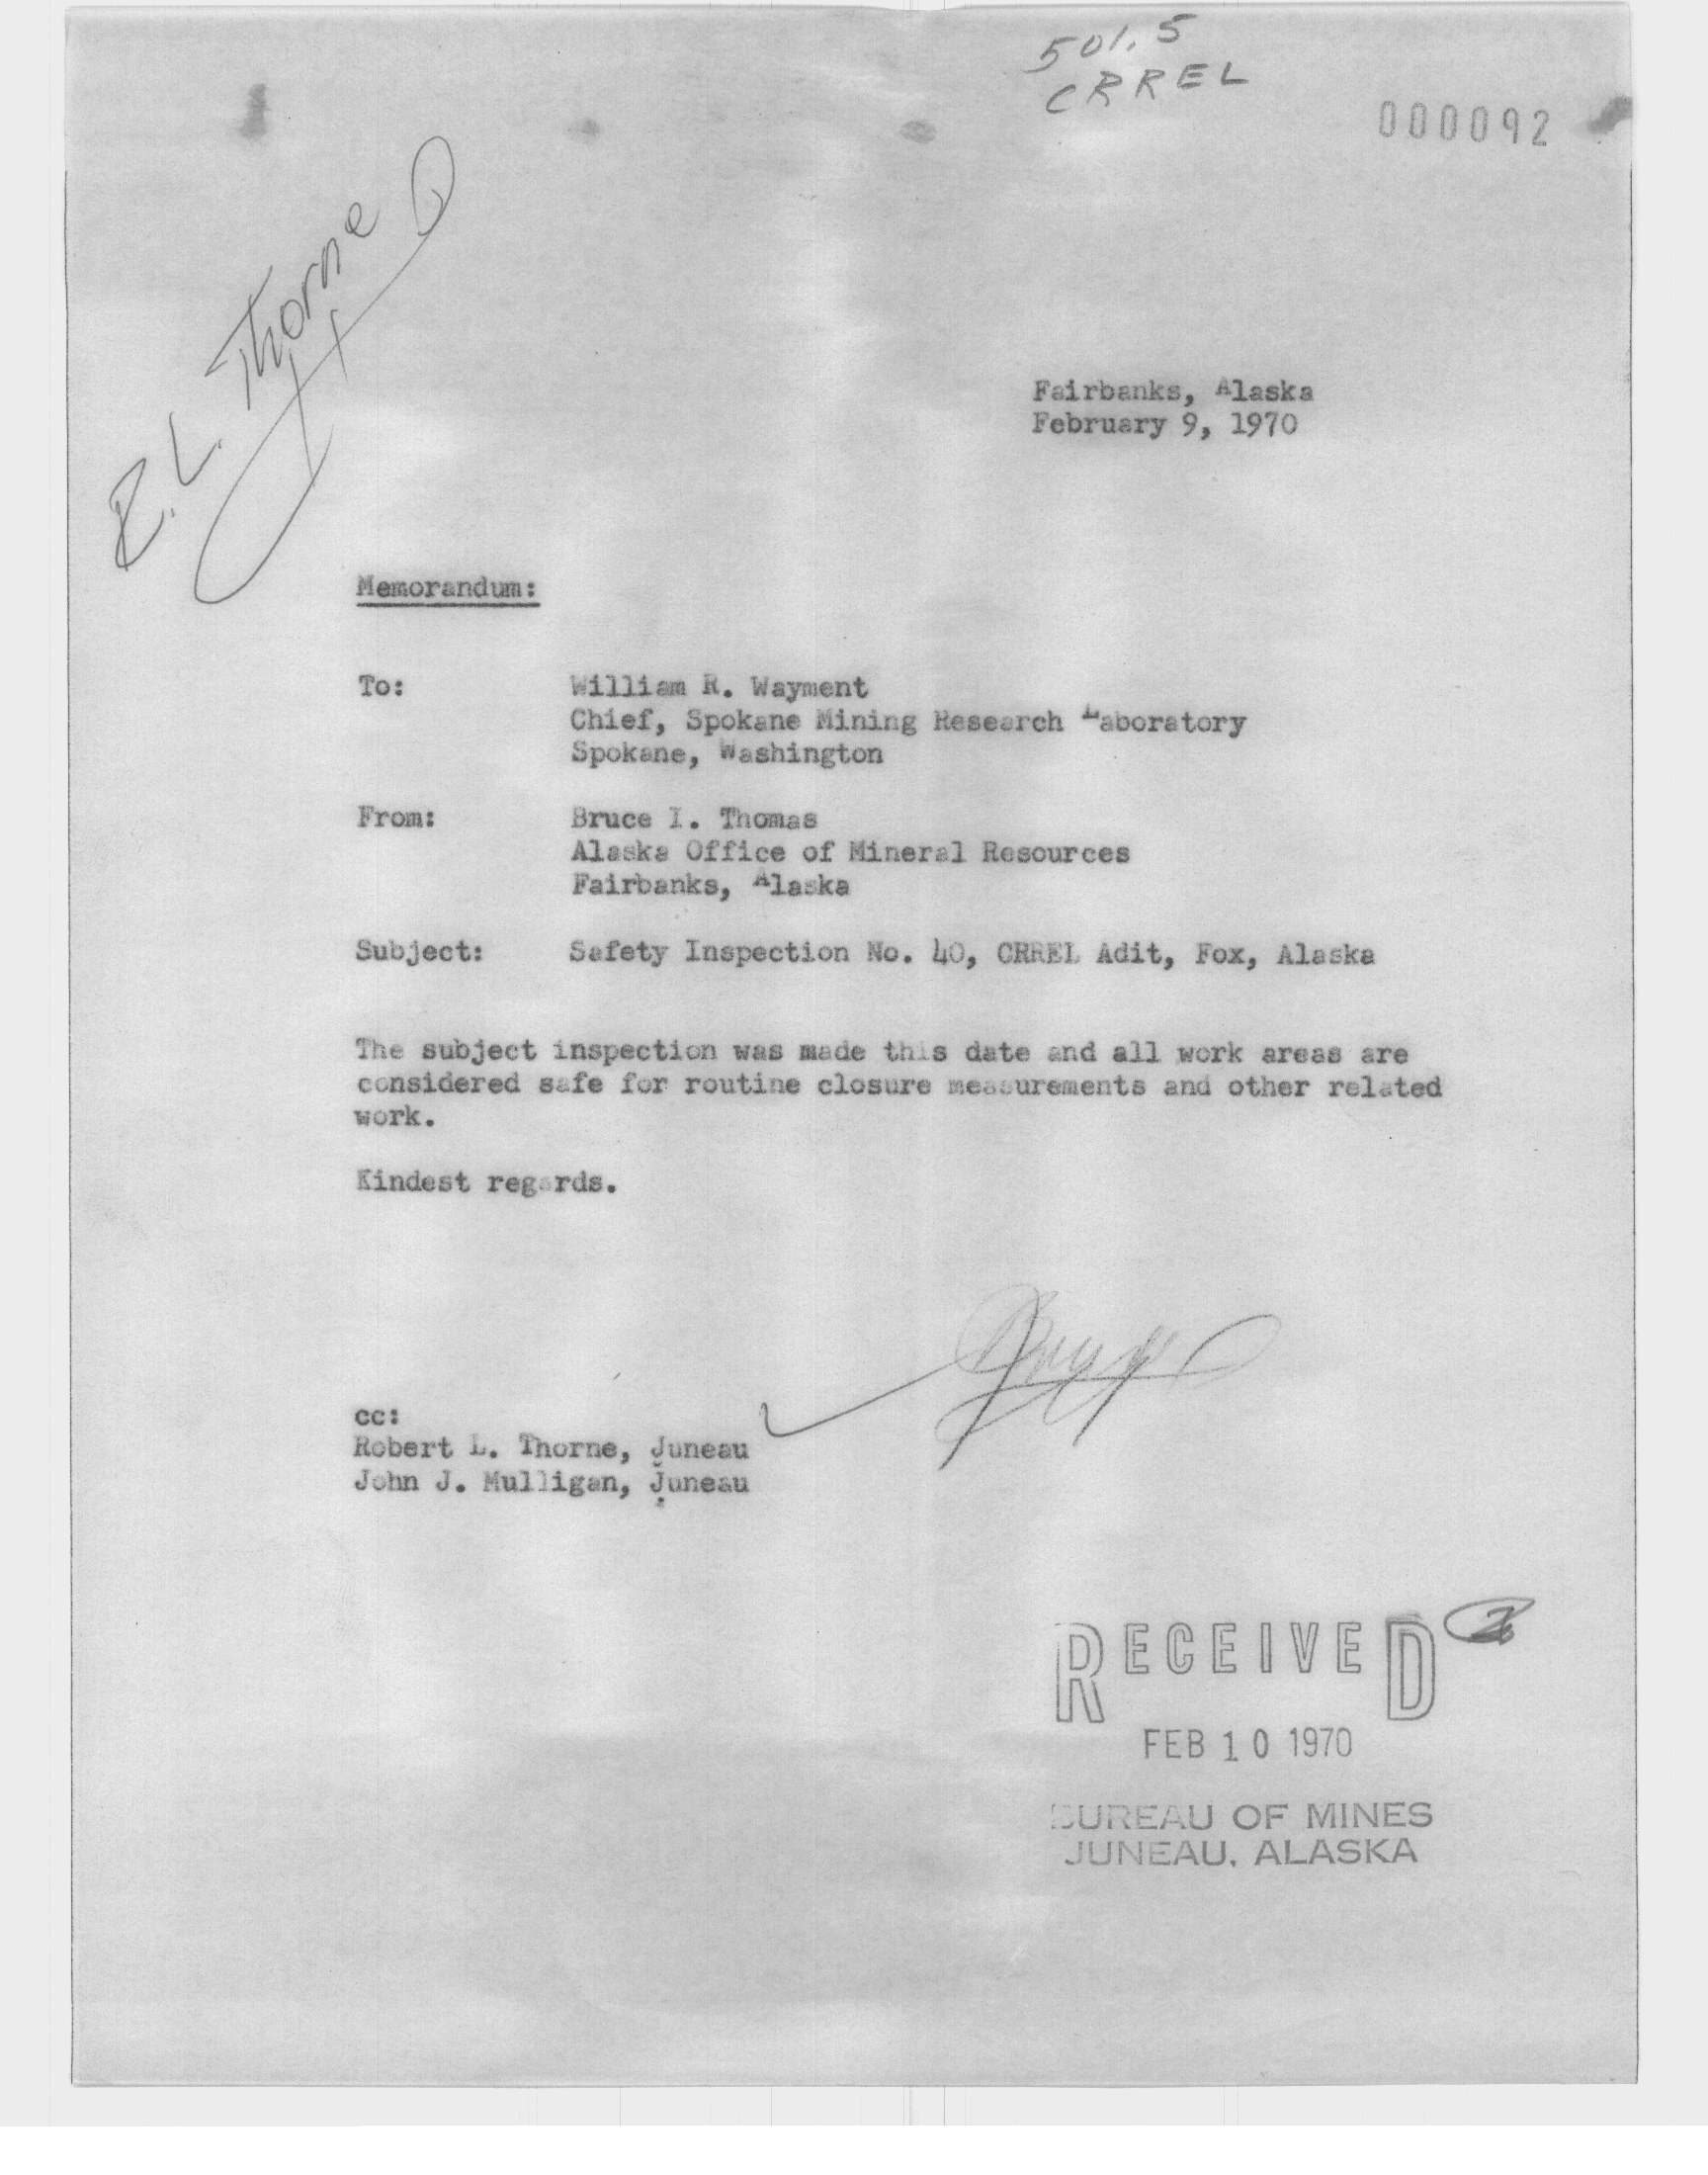 501.5
CRREL
000092
R.L. Thorne
Fairbanks, Alaska
February 9, 1970
Memorandum:
To: William R. Wayment
Chief, Spokane Mining Research Laboratory
Spokane, Washington
From: Bruce I. Thomas
Alaska Office of Mineral Resources
Fairbanks, Alaska
Subject: Safety Inspection No. 40, CRREL Adit, Fox, Alaska
The subject inspection was made this date and all work areas are
considered safe for routine closure measurements and other related
work.
Kindest regards.
cc:
Robert L. Thorne, Juneau
John J. Mulligan, Juneau
RECEIVED
FEB 10 1970
BUREAU OF MINES
JUNEAU, ALASKA